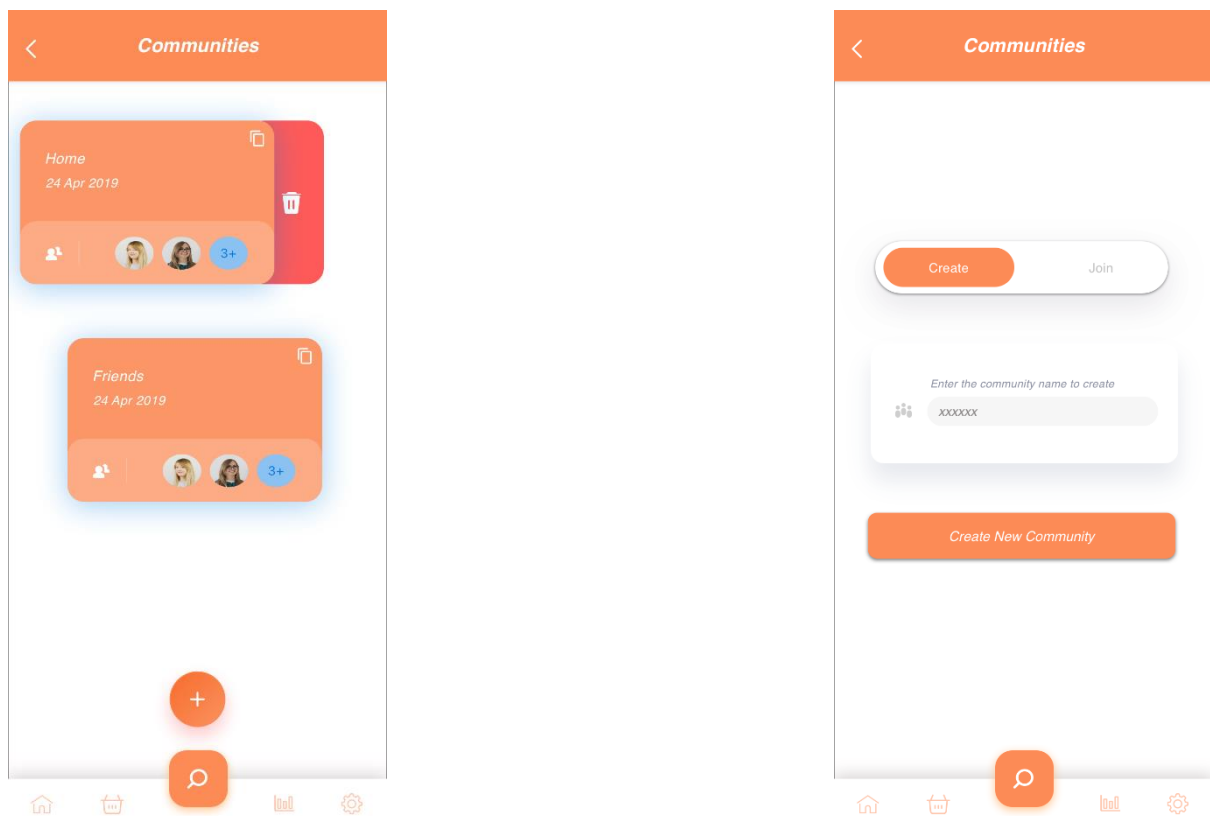 Communities
Home
24 Apr 2019
3+
Friends
24 Apr 2019
3+
Communities
Create
Join
Enter the community name to create
xxxxxx
Create New Community